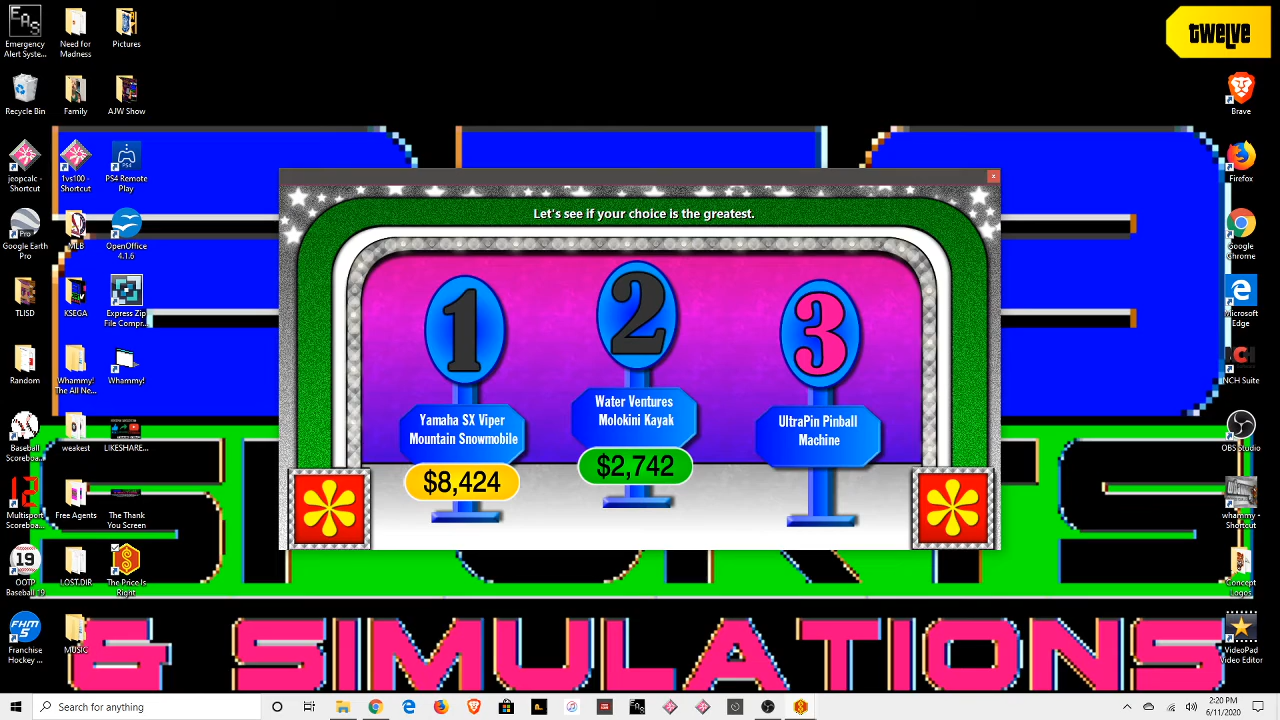 twelve
Emergency
Alert Syste...
Need for
Madness
Pictures
Recycle Bin
Family
AJW Show
jeopcalc -
Shortcut
1vs100 -
Shortcut
PS4 Remote
Play
Google Earth
Pro
MLB
OpenOffice
4.1.6
TLISD
KSEGA
Express Zip
File Compr...
Random
Whammy!
The All Ne...
Whammy!
Baseball
Scoreboa...
weakest
LIKESHARE...
Multisport
Scoreboa...
Free Agents
The Thank
You Screen
OOTP
Baseball 19
LOST.DIR
The Price Is
Right
Franchise
Hockey ...
MUSIC
Let's see if your choice is the greatest.
1
2
3
Yamaha SX Viper
Mountain Snowmobile
Water Ventures
Molokini Kayak
UltraPin Pinball
Machine
$8,424
$2,742
Brave
Firefox
Google
Chrome
Microsoft
Edge
NCH Suite
OBS Studio
whammy -
Shortcut
Concept
Logos
VideoPad
Video Editor
& SIMULATIONS
Search for anything
2:20 PM
6/11/2020